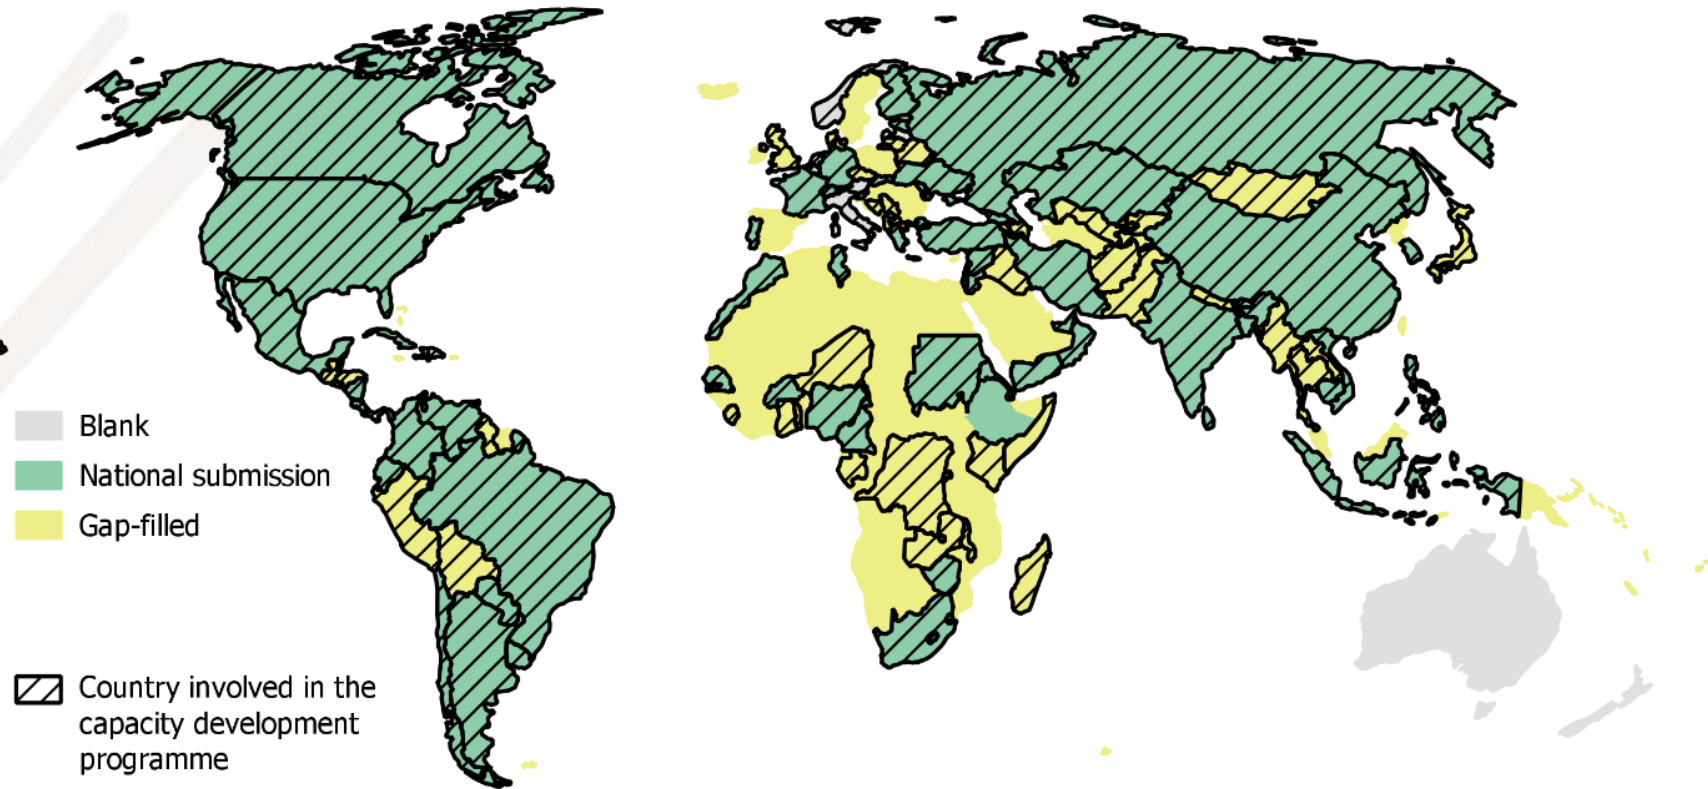 Blank
National submission
Gap-filled
Country involved in the
capacity development
programme